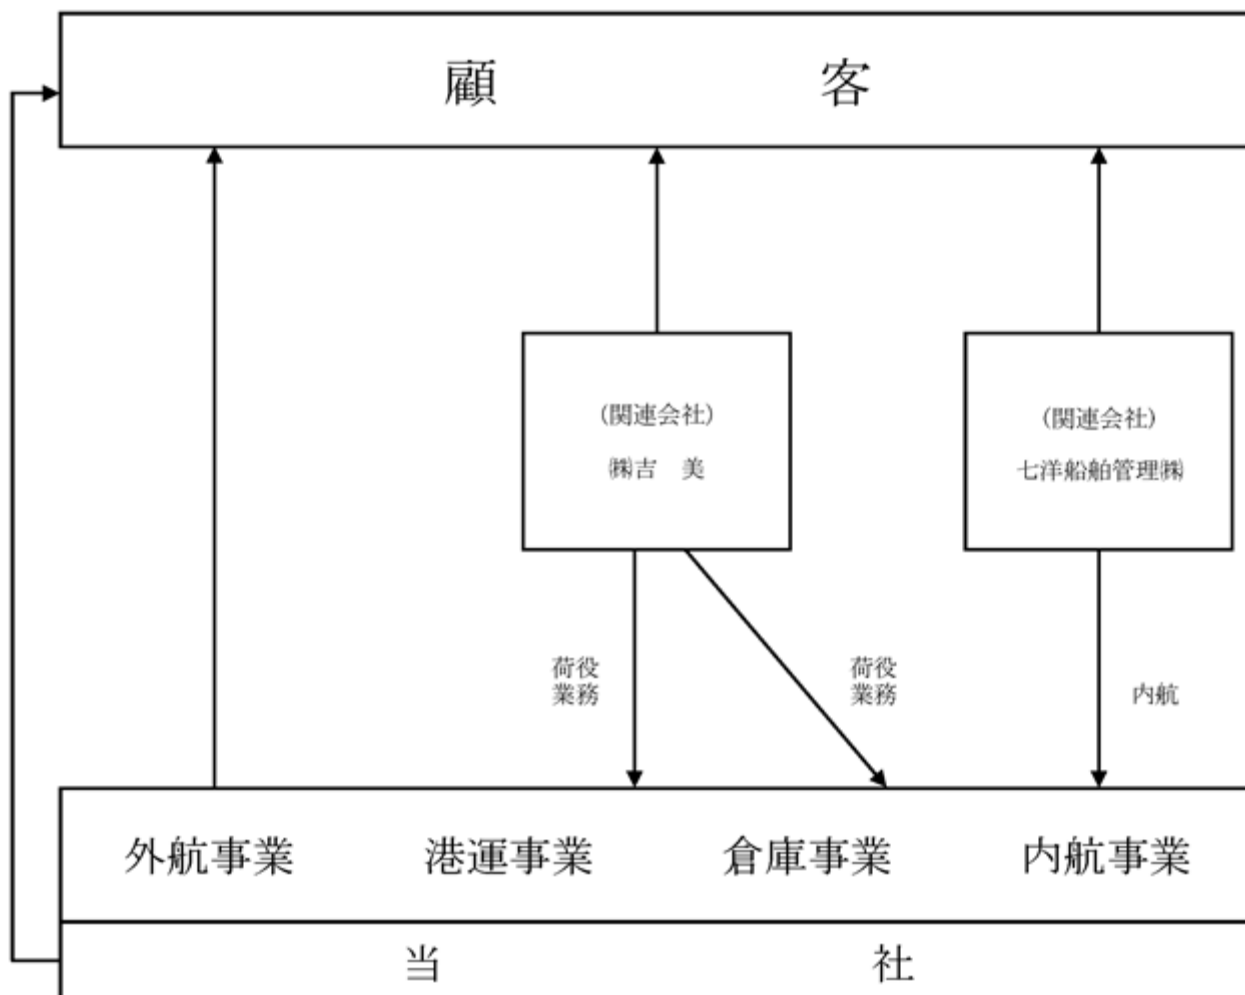 顧　　客
(関連会社)
㈱吉　美
(関連会社)
七洋船舶管理㈱
荷役
業務
荷役
業務
内航
外航事業　港運事業　倉庫事業　内航事業
当　　社